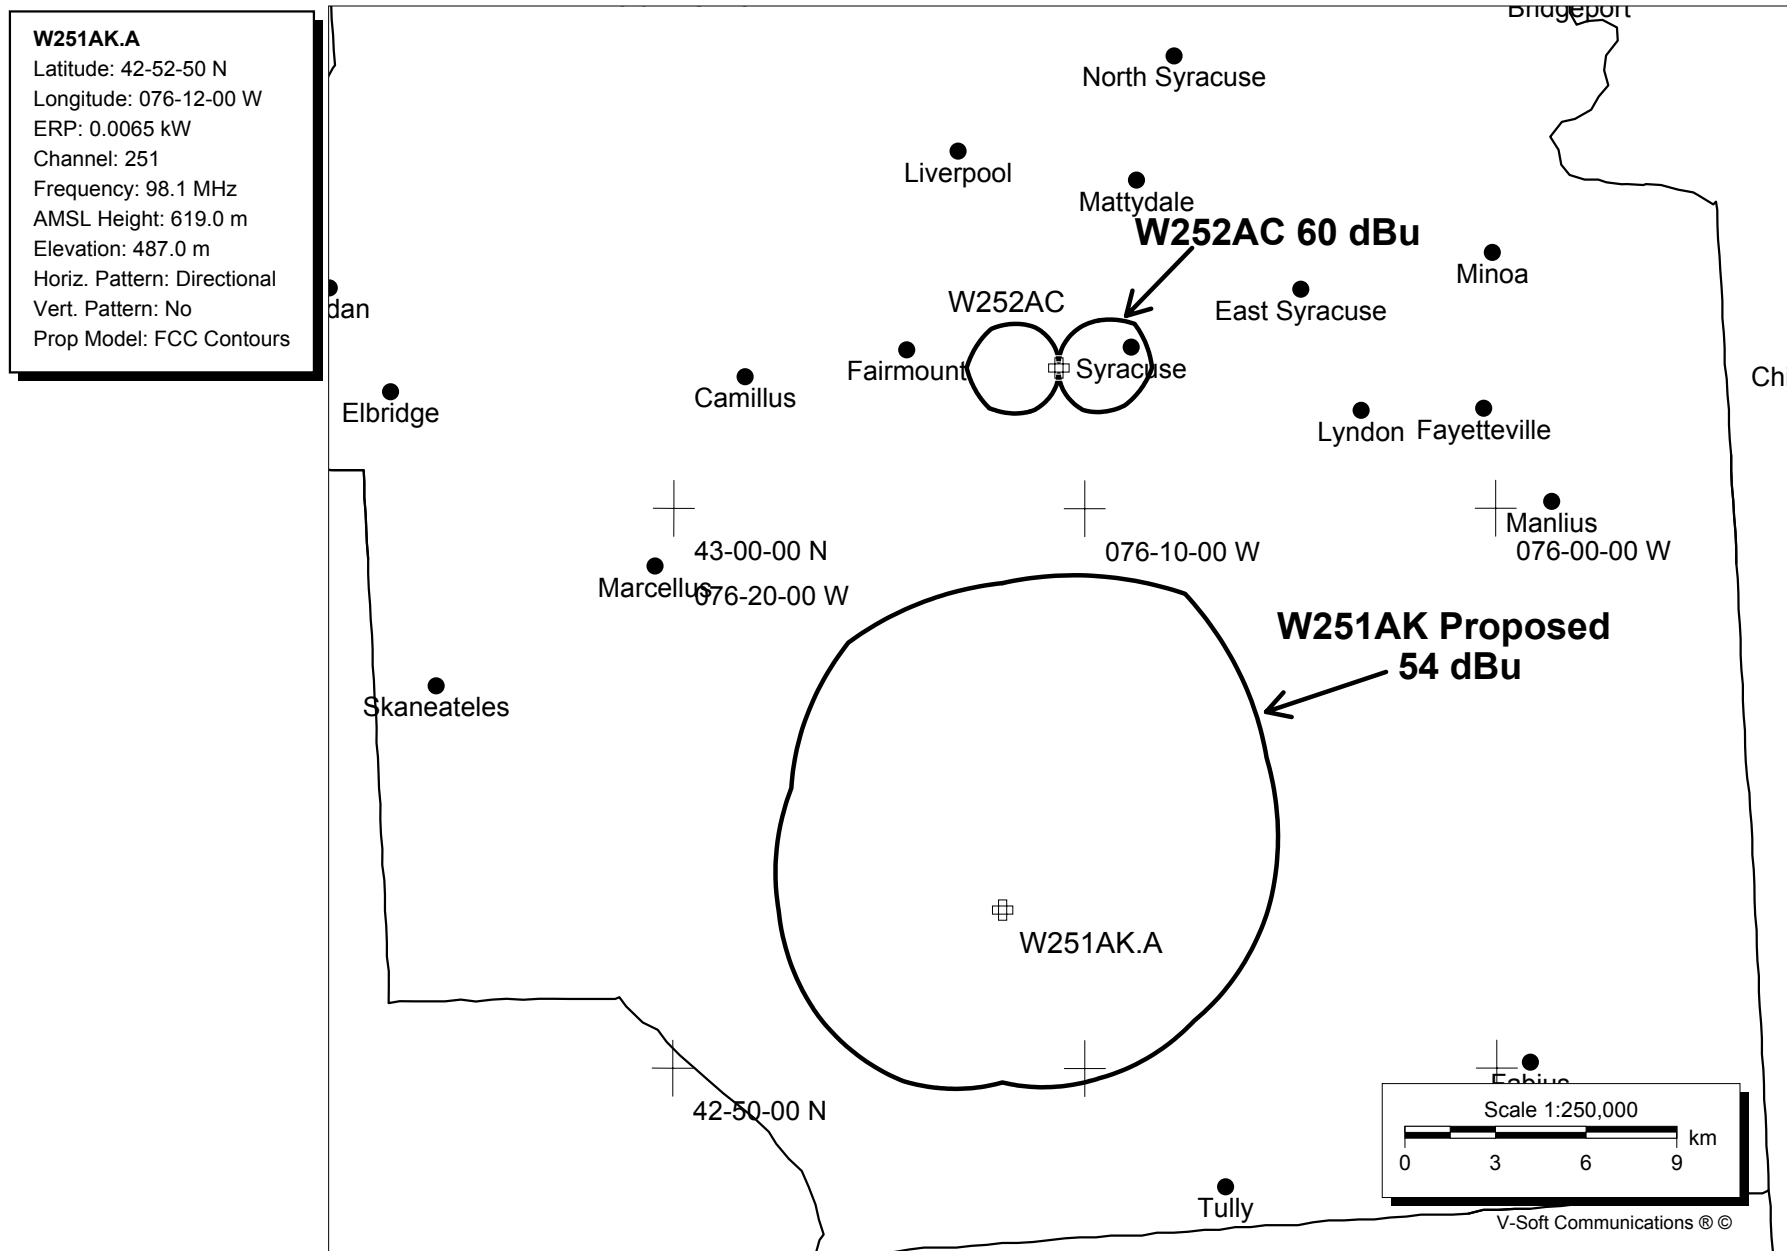 W251AK.A
Latitude: 42-52-50 N
Longitude: 076-12-00 W
ERP: 0.0065 kW
Channel: 251
Frequency: 98.1 MHz
AMSL Height: 619.0 m
Elevation: 487.0 m
Horiz. Pattern: Directional
Vert. Pattern: No
Prop Model: FCC Contours
Bridgeport
North Syracuse
Liverpool
Mattydale
W252AC 60 dBu
Minoa
dan
W252AC
East Syracuse
Fairmount
Syracuse
Camillus
Chi
Elbridge
Lyndon
Fayetteville
Manlius
43-00-00 N
076-10-00 W
076-00-00 W
Marcellus
076-20-00 W
W251AK Proposed
54 dBu
Skaneateles
W251AK.A
Fabius
42-50-00 N
Scale 1:250,000
km
0 3 6 9
Tully
V-Soft Communications ® ©